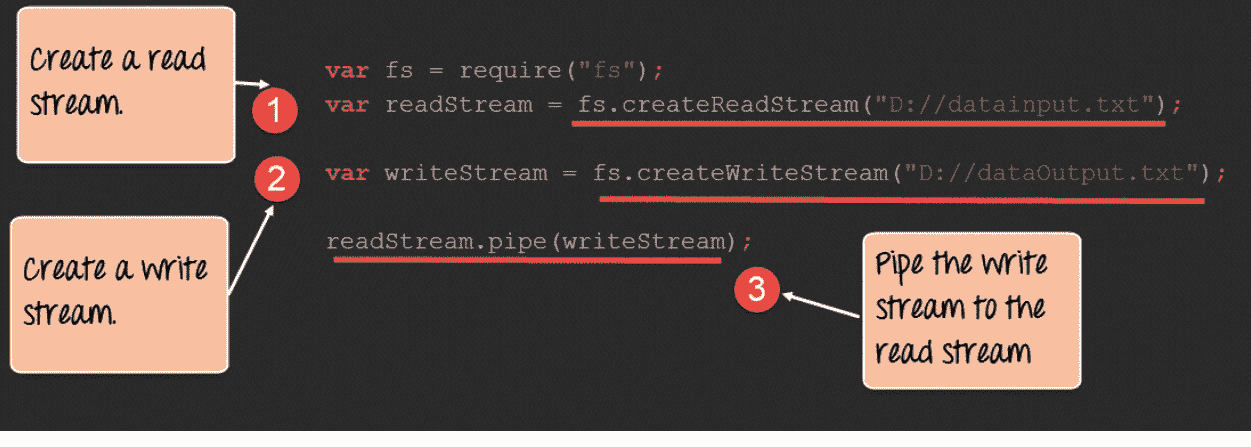 Create a read
stream.
1
var fs = require("fs");
var readStream = fs.createReadStream("D://datainput.txt");
2
var writeStream = fs.createWriteStream("D://dataOutput.txt");
Create a write
stream.
readStream.pipe(writeStream);
3
Pipe the write
stream to the
read stream